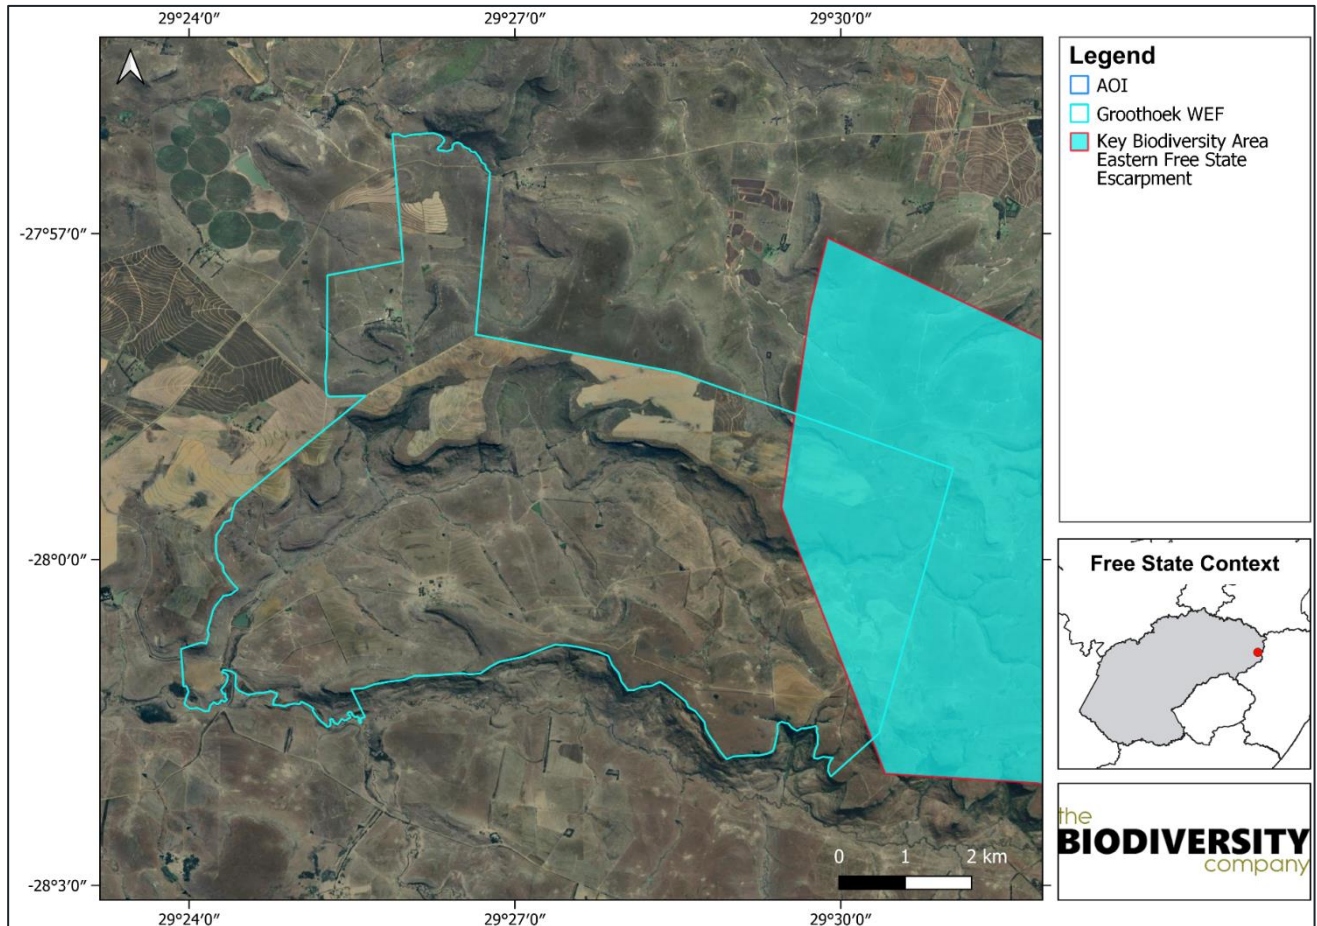 29°24′0″
29°27′0″
29°30′0″
Legend
AOI
Groothoek WEF
Key Biodiversity Area
Eastern Free State
Escarpment
-27°57′0″
-28°0′0″
-28°3′0″
0 1 2 km
29°24′0″
29°27′0″
29°30′0″
Free State Context
the
BIODIVERSITY
company